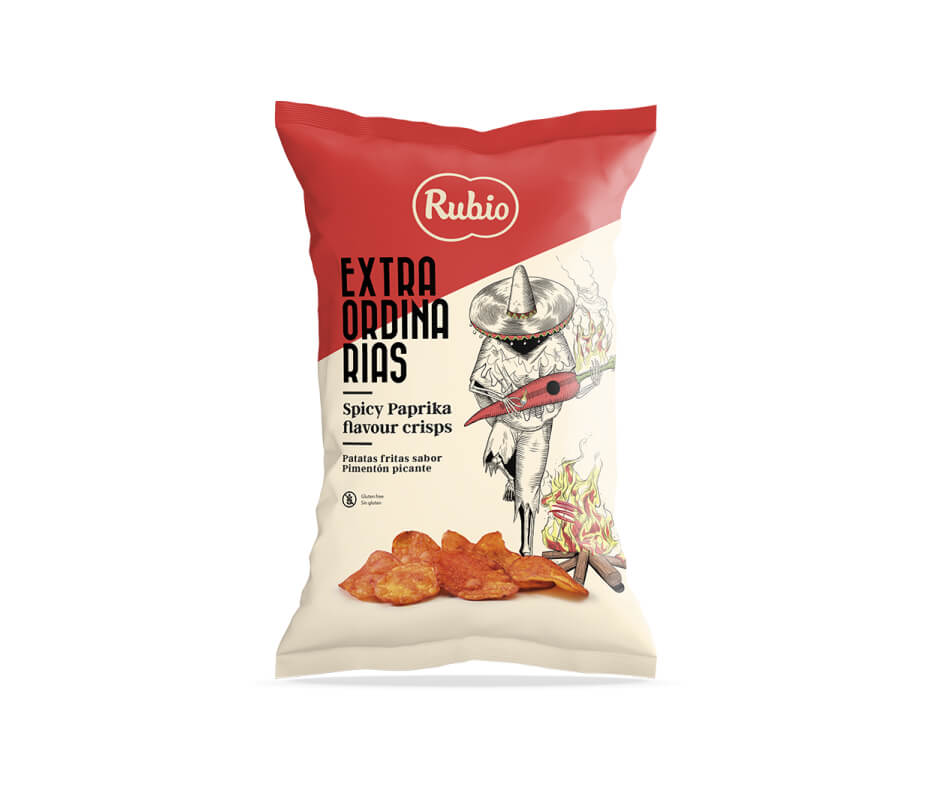 Rubio
EXTRA
ORDINA
RIAS
Spicy Paprika
flavour crisps
Patatas fritas sabor
Pimentón picante
Gluten free
Sin gluten